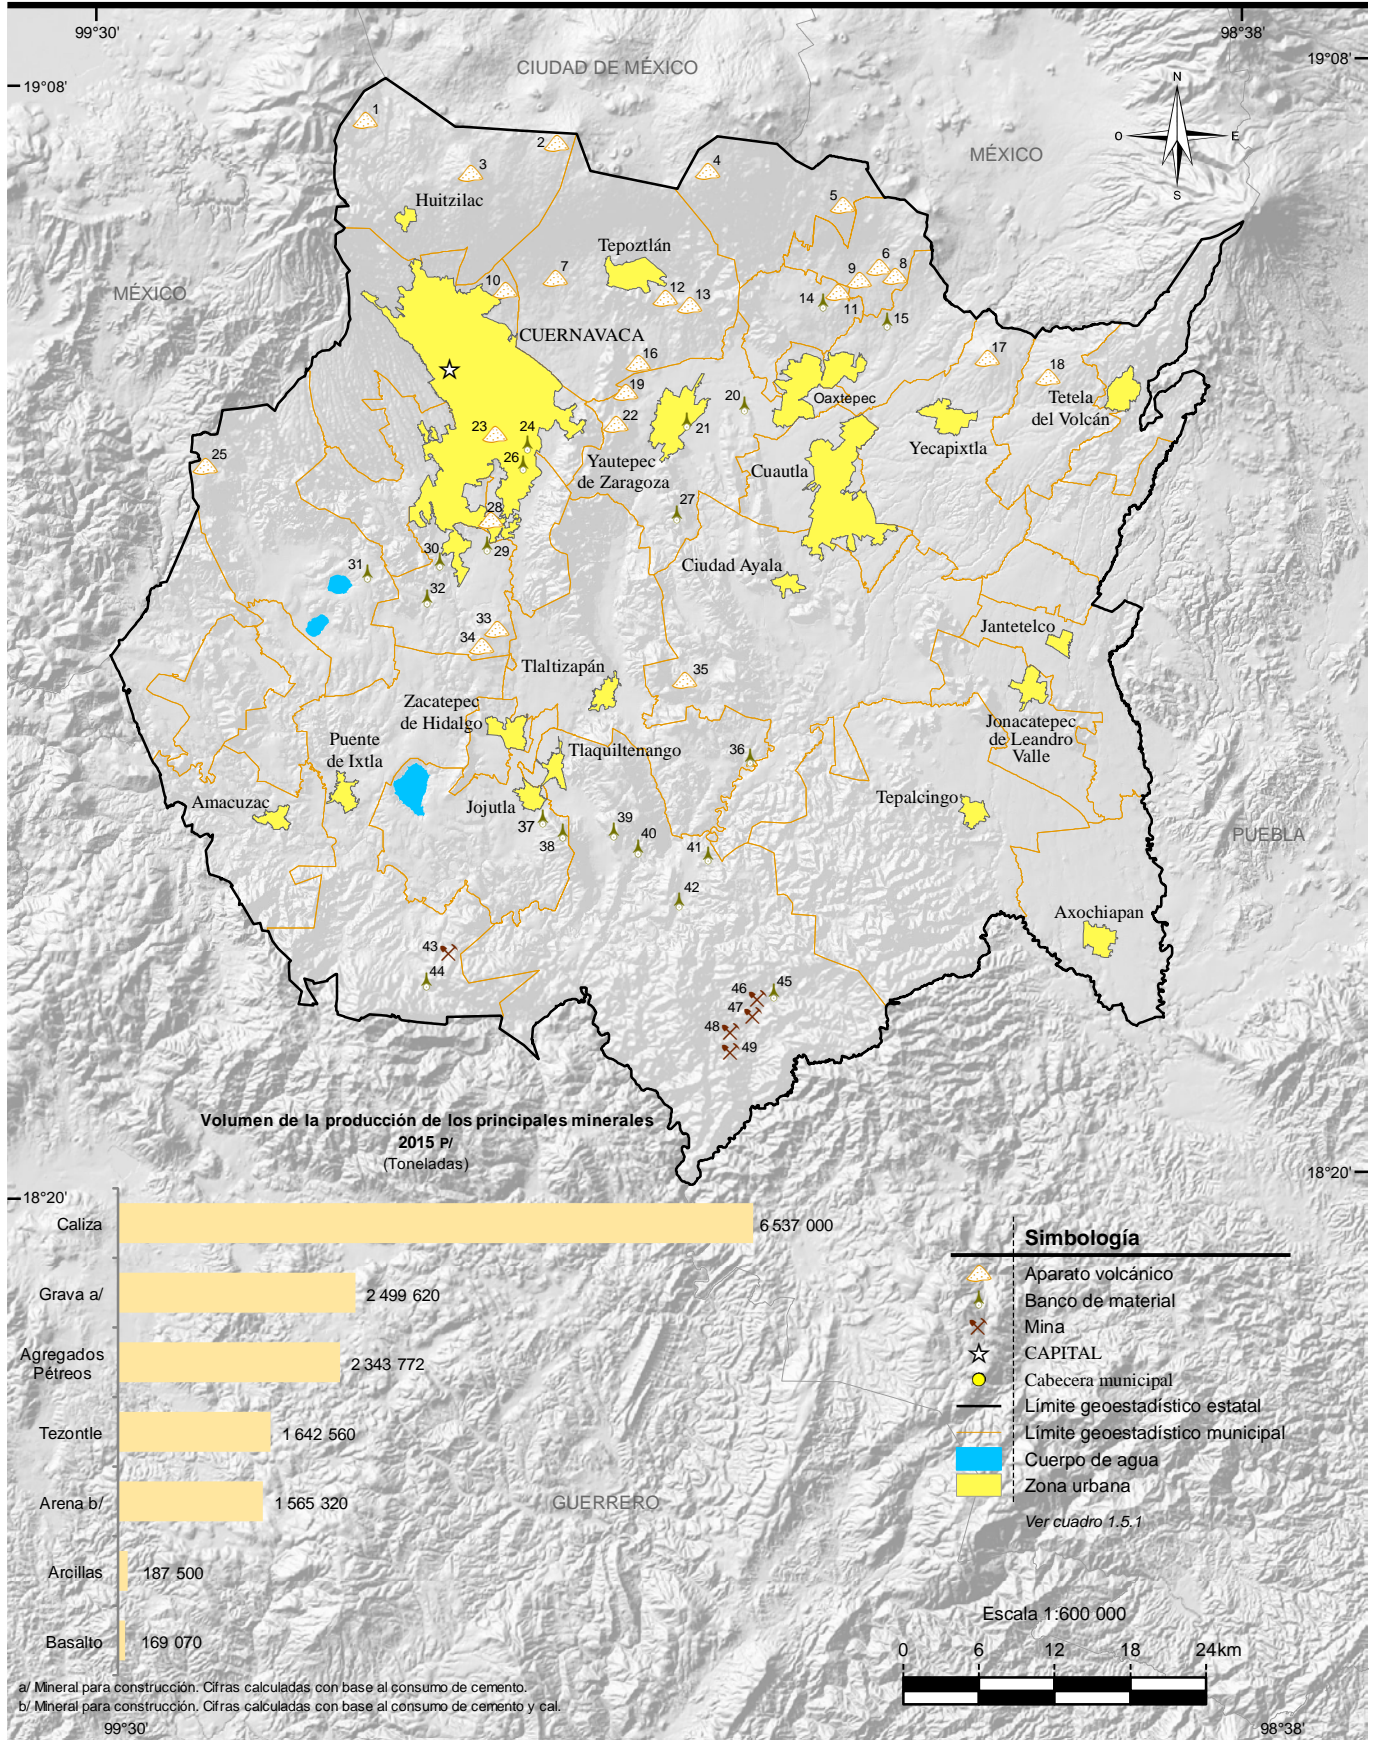 99°30'
98°38'
19°08'
19°08'
CIUDAD DE MÉXICO
MÉXICO
MÉXICO
N
O
E
S
1
2
3
4
5
Huitzilac
Tepoztlán
6
7
8
9
10
11
12
13
14
15
CUERNAVACA
16
17
18
19
20
21
22
Oaxtepec
Tetela
del Volcán
Yecapixtla
23
24
25
26
Yautepec
de Zaragoza
Cuautla
27
28
29
30
31
32
Ciudad Ayala
33
34
35
Jantetelco
Tlaltizapán
Zacatepec
de Hidalgo
Jonacatepec
de Leandro
Valle
Puente
de Ixtla
Tlaquiltenango
36
Amacuzac
Jojutla
Tepalcingo
37
38
39
40
41
42
PUEBLA
Axochiapan
43
44
45
46
47
48
49
Volumen de la producción de los principales minerales
2015 P/
(Toneladas)
18°20'
18°20'
Caliza
6 537 000
Grava a/
2 499 620
Agregados
Pétreos
2 343 772
Tezontle
1 642 560
Arena b/
1 565 320
Arcillas
187 500
Basalto
169 070
GUERRERO
Simbología
Aparato volcánico
Banco de material
Mina
CAPITAL
Cabecera municipal
Límite geoestadístico estatal
Límite geoestadístico municipal
Cuerpo de agua
Zona urbana
Ver cuadro 1.5.1
Escala 1:600 000
0 6 12 18 24km
a/ Mineral para construcción. Cifras calculadas con base al consumo de cemento.
b/ Mineral para construcción. Cifras calculadas con base al consumo de cemento y cal.
99°30'
98°38'